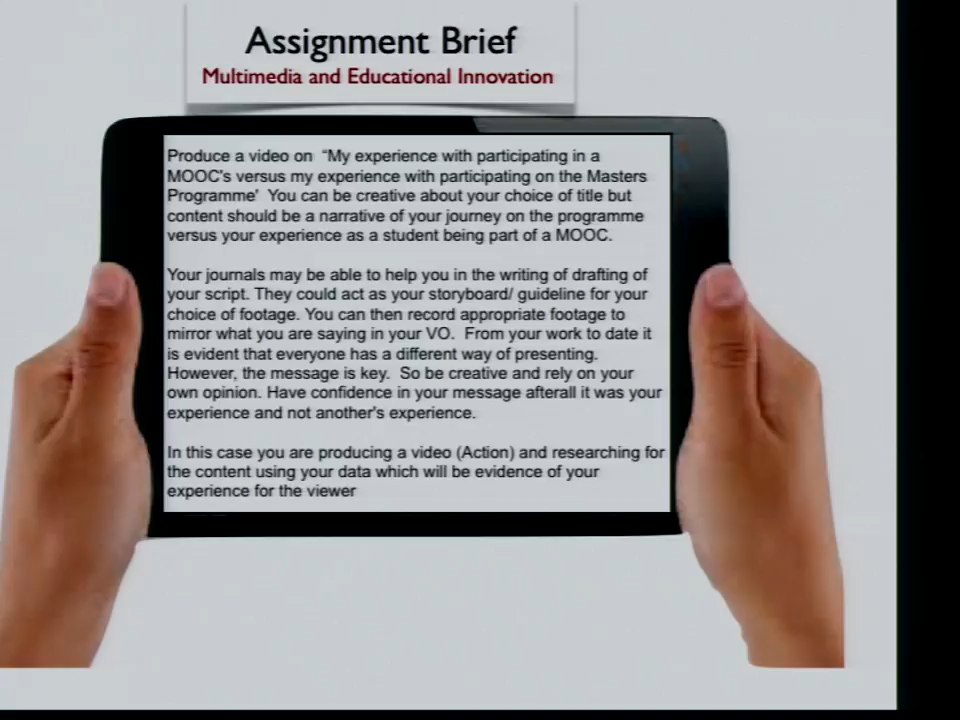 Assignment Brief
Multimedia and Educational Innovation
Produce a video on  “My experience with participating in a
MOOC's versus my experience with participating on the Masters
Programme'  You can be creative about your choice of title but
content should be a narrative of your journey on the programme
versus your experience as a student being part of a MOOC.
Your journals may be able to help you in the writing of drafting of
your script. They could act as your storyboard/ guideline for your
choice of footage. You can then record appropriate footage to
mirror what you are saying in your VO.  From your work to date it
is evident that everyone has a different way of presenting.
However, the message is key.  So be creative and rely on your
own opinion. Have confidence in your message afterall it was your
experience and not another's experience.
In this case you are producing a video (Action) and researching for
the content using your data which will be evidence of your
experience for the viewer